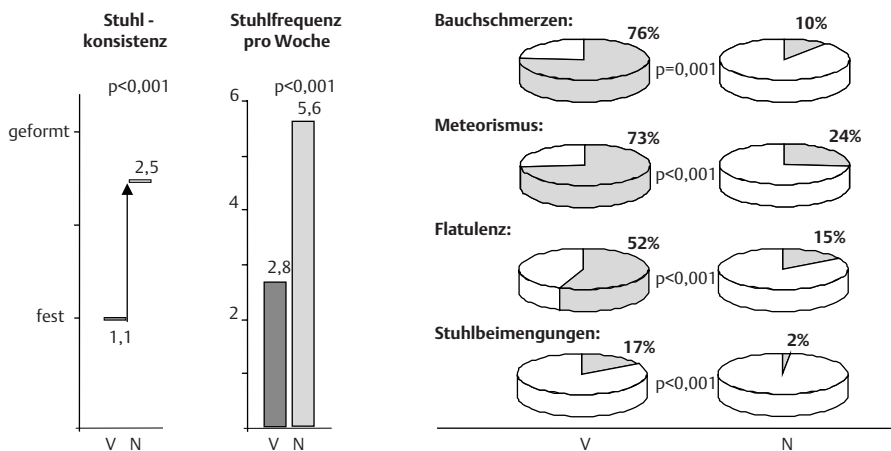 Stuhl -
konsistenz
p<0,001
geformt
2,5
fest
1,1
V N
Stuhlfrequenz
pro Woche
p<0,001
6
5,6
4
2,8
2
V N
Bauchschmerzen:
76%
p=0,001
10%
Meteorismus:
73%
p<0,001
24%
Flatulenz:
52%
p<0,001
15%
Stuhlbeimengungen:
17%
p<0,001
2%
V
N